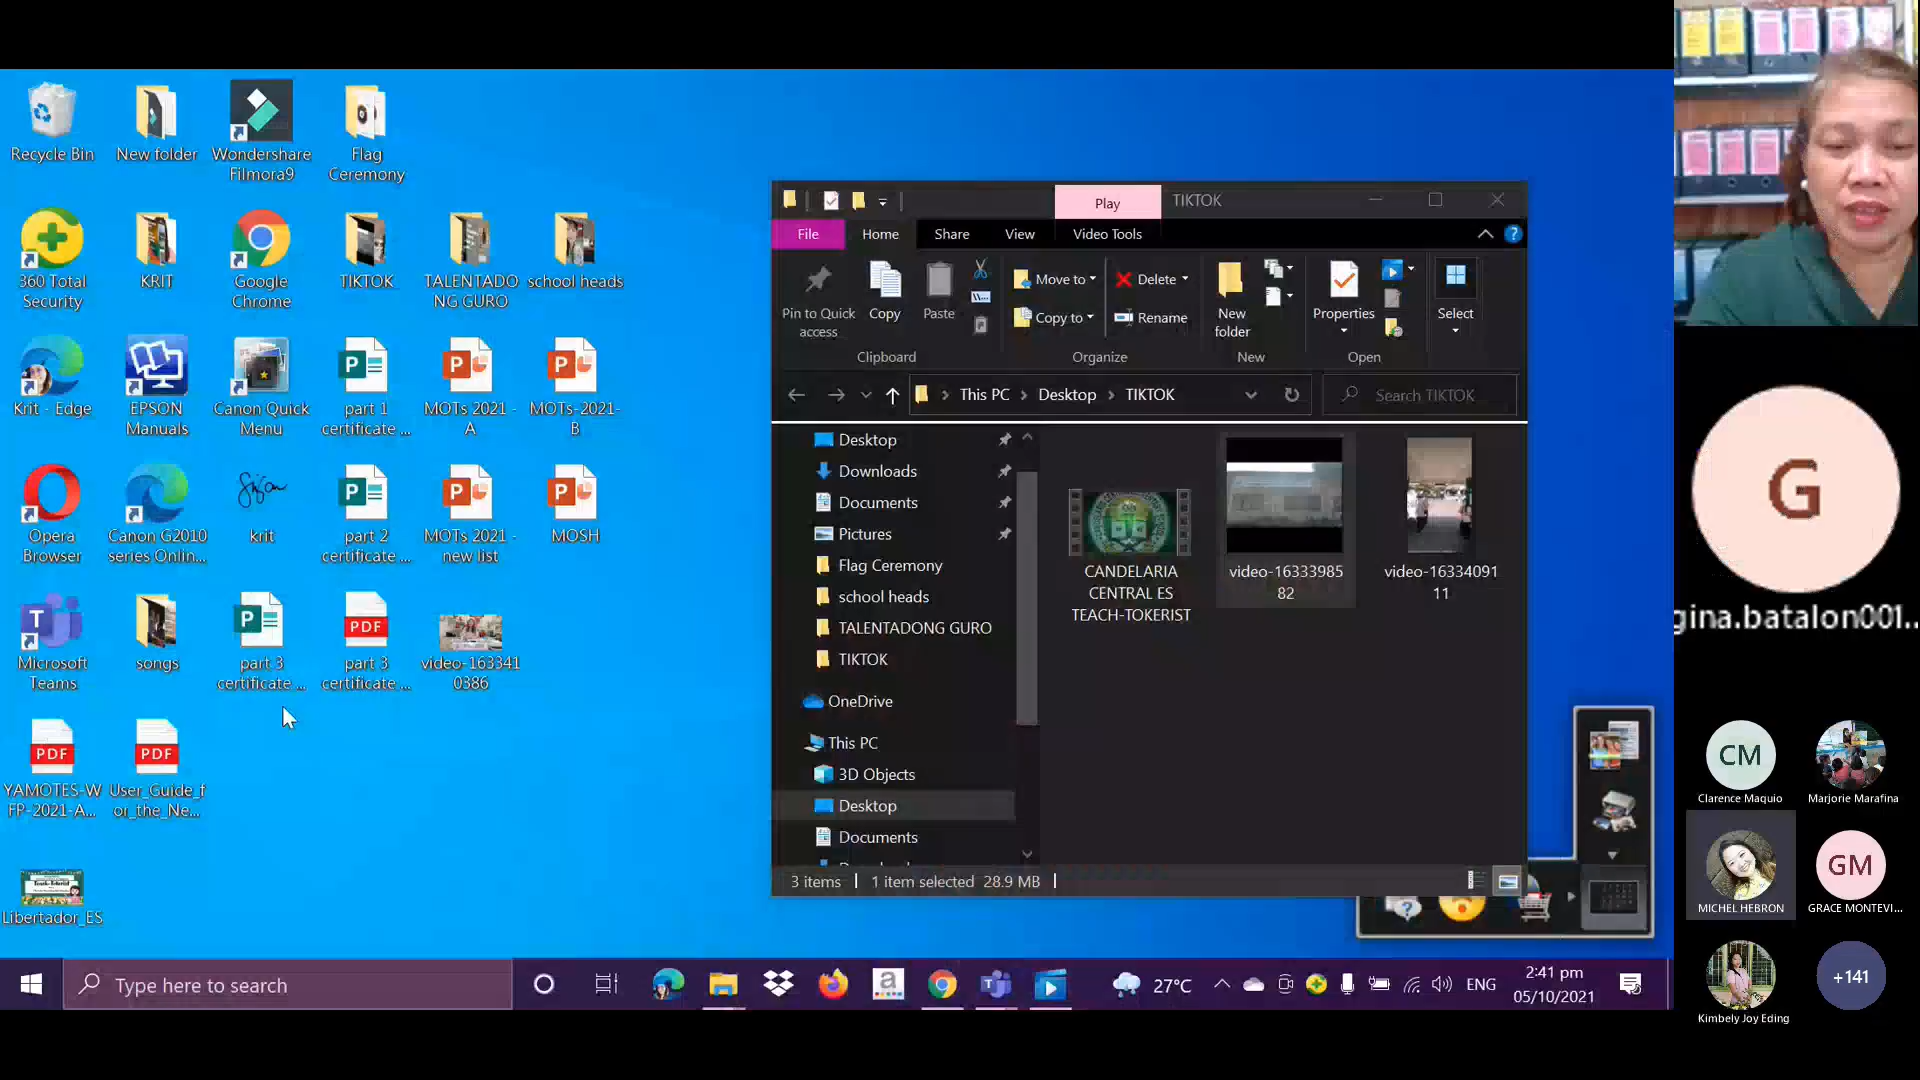 Recycle Bin
New folder
Wondershare
Filmora9
Flag
Ceremony
360 Total
Security
KRIT
Google
Chrome
TIKTOK
TALENTADO
NG GURO
school heads
Krit - Edge
EPSON
Manuals
Canon Quick
Menu
part 1
certificate ...
MOTs 2021 -
A
MOTs-2021-
B
Opera
Browser
Canon G2010
series Onlin...
krit
part 2
certificate ...
MOTs 2021 -
new list
MOSH
Microsoft
Teams
songs
part 3
certificate ...
PDF
part 3
certificate ...
video-163341
0386
PDF
YAMOTES-W
FP-2021-A...
PDF
User_Guide_f
or_the_Ne...
Libertador_ES
Play
TIKTOK
File
Home
Share
View
Video Tools
Pin to Quick
access
Copy
Paste
Clipboard
Move to
Copy to
Delete
Rename
Organize
New
folder
New
Properties
Open
Select
This PC
Desktop
TIKTOK
Search TIKTOK
Desktop
Downloads
Documents
Pictures
Flag Ceremony
school heads
TALENTADONG GURO
TIKTOK
OneDrive
This PC
3D Objects
Desktop
Documents
CANDELARIA
CENTRAL ES
TEACH-TOKERIST
video-16333985
82
video-16334091
11
3 items
1 item selected 28.9 MB
Type here to search
27°C
ENG
2:41 pm
05/10/2021
G
gina.batalon001...
CM
Clarence Maquio
Marjorie Marafina
MICHEL HEBRON
GM
GRACE MONTEVI...
Kimbely Joy Eding
+141